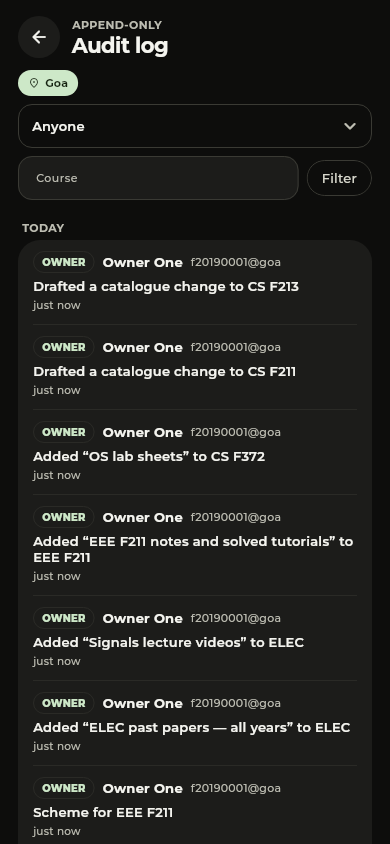 APPEND-ONLY
Audit log
Goa
Anyone
Course
Filter
TODAY
OWNER Owner One f20190001@goa
Drafted a catalogue change to CS F213
just now
OWNER Owner One f20190001@goa
Drafted a catalogue change to CS F211
just now
OWNER Owner One f20190001@goa
Added “OS lab sheets” to CS F372
just now
OWNER Owner One f20190001@goa
Added “EEE F211 notes and solved tutorials” to
EEE F211
just now
OWNER Owner One f20190001@goa
Added “Signals lecture videos” to ELEC
just now
OWNER Owner One f20190001@goa
Added “ELEC past papers — all years” to ELEC
just now
OWNER Owner One f20190001@goa
Scheme for EEE F211
just now